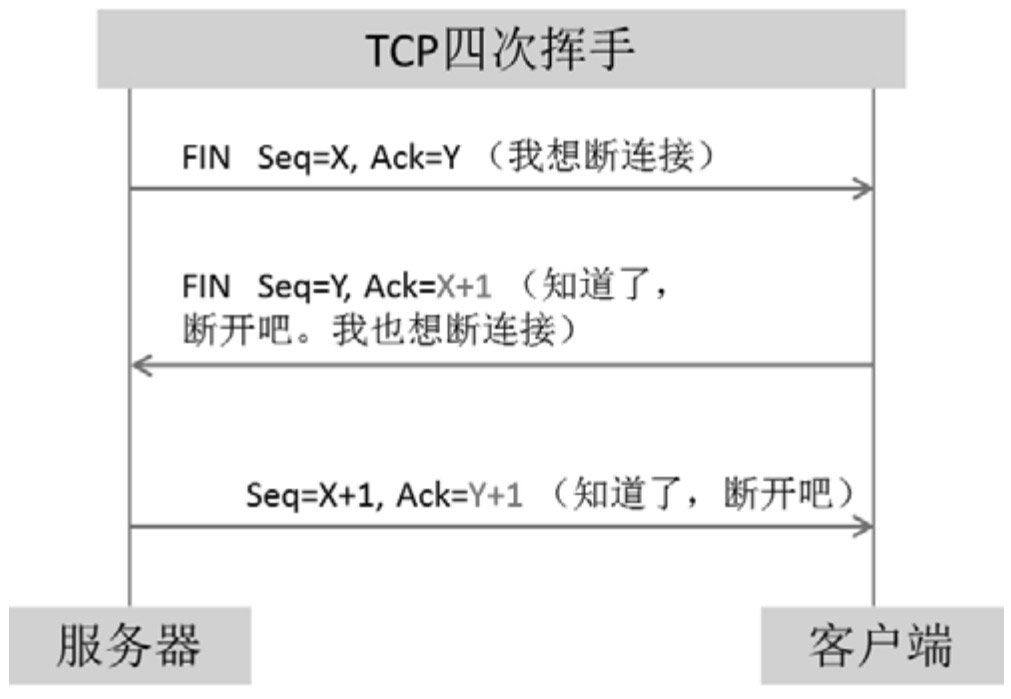 TCP四次挥手
FIN Seq=X, Ack=Y （我想断连接）
FIN Seq=Y, Ack=X+1 （知道了，
断开吧。我也想断连接）
Seq=X+1, Ack=Y+1 （知道了，断开吧）
服务器
客户端